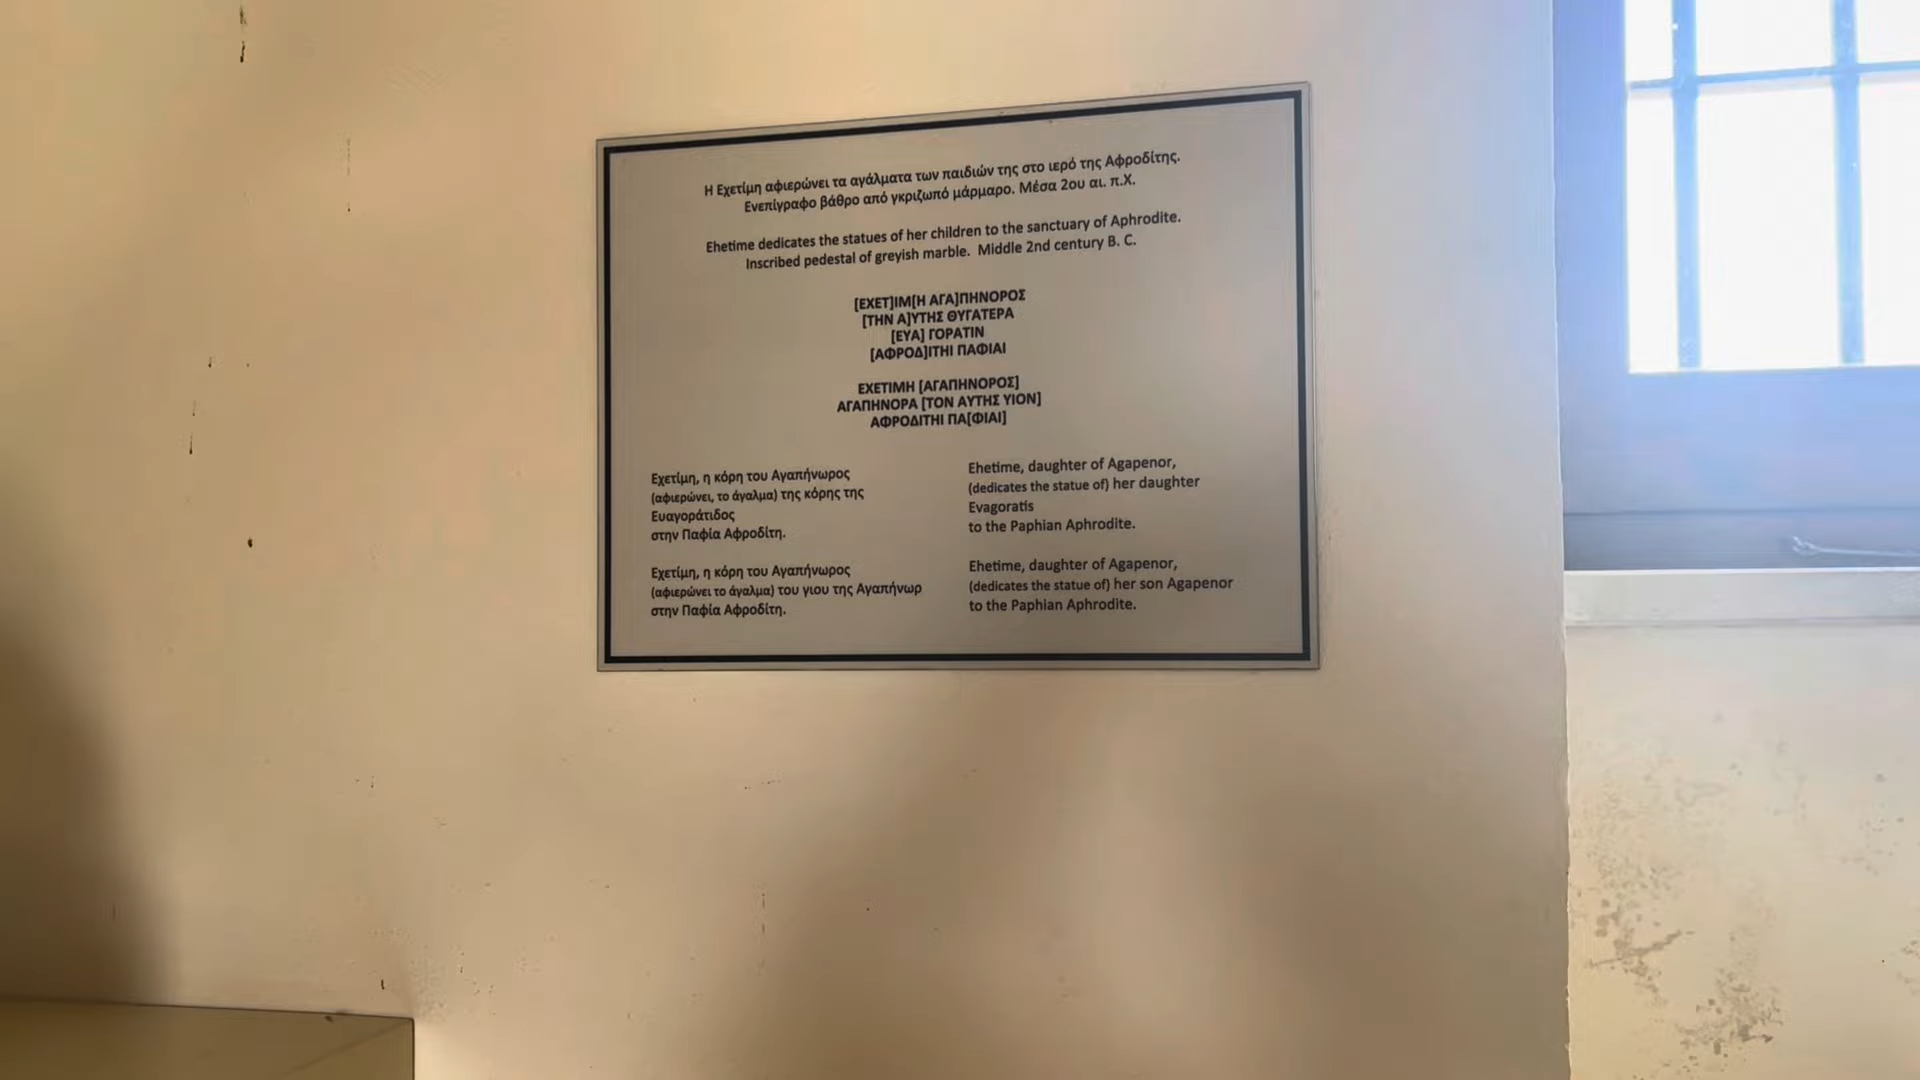 Η Εχετίμη αφιερώνει τα αγάλματα των παιδιών της στο ιερό της Αφροδίτης.
Ενεπίγραφο βάθρο από γκριζωπό μάρμαρο. Μέσα 2ου αι. π.Χ.
Ehetime dedicates the statues of her children to the sanctuary of Aphrodite.
Inscribed pedestal of greyish marble. Middle 2nd century B. C.
[ΕΧΕΤ]ΙΜ[Η ΑΓΑ]ΠΗΝΟΡΟΣ
[ΤΗΝ Α]ΥΤΗΣ ΘΥΓΑΤΕΡΑ
[ΕΥΑ] ΓΟΡΑΤΙΝ
[ΑΦΡΟΔ]ΙΤΗΙ ΠΑΦΙΑΙ
ΕΧΕΤΙΜΗ [ΑΓΑΠΗΝΟΡΟΣ]
ΑΓΑΠΗΝΟΡΑ [ΤΟΝ ΑΥΤΗΣ ΥΙΟΝ]
ΑΦΡΟΔΙΤΗΙ ΠΑ[ΦΙΑΙ]
Εχετίμη, η κόρη του Αγαπήνωρος
(αφιερώνει, το άγαλμα) της κόρης της
Ευαγοράτιδος
στην Παφία Αφροδίτη.
Εχετίμη, η κόρη του Αγαπήνωρος
(αφιερώνει το άγαλμα) του γιου της Αγαπήνωρ
στην Παφία Αφροδίτη.
Ehetime, daughter of Agapenor,
(dedicates the statue of) her daughter
Evagoratis
to the Paphian Aphrodite.
Ehetime, daughter of Agapenor,
(dedicates the statue of) her son Agapenor
to the Paphian Aphrodite.